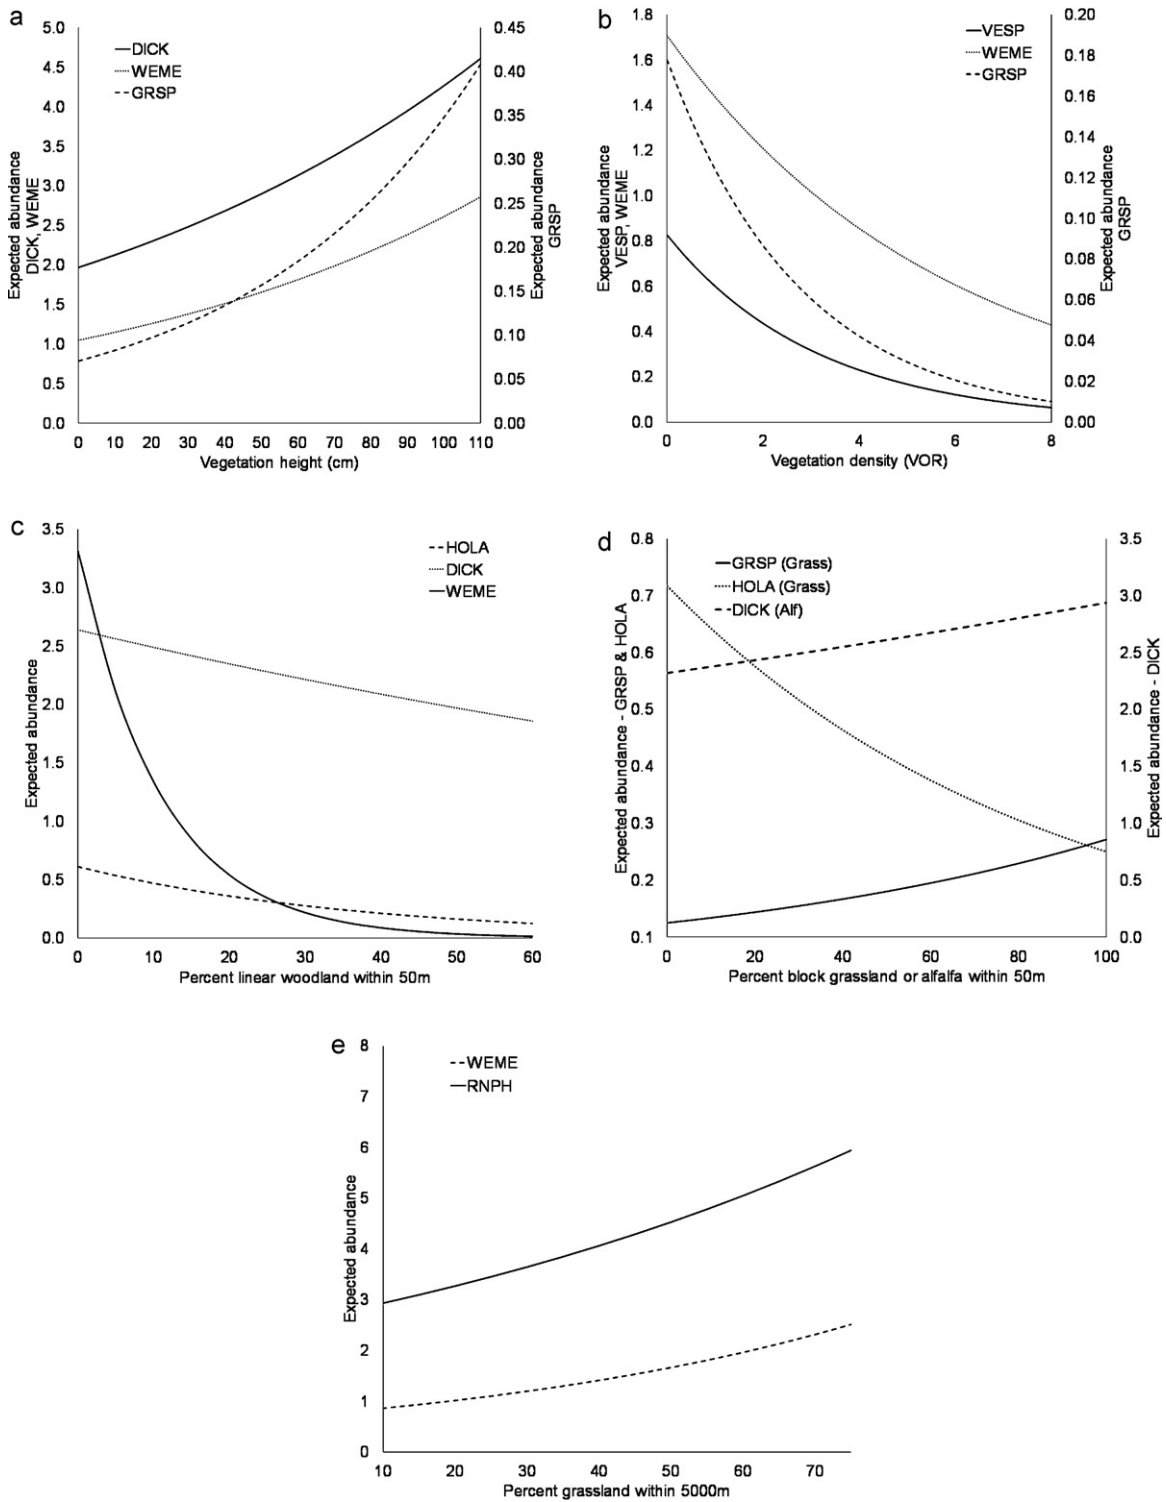 a
5.0
4.5
4.0
3.5
3.0
2.5
2.0
1.5
1.0
0.5
0.0
Expected abundance
DICK, WEME
DICK
WEME
GRSP
0.45
0.40
0.35
0.30
0.25
0.20
0.15
0.10
0.05
0.00
Expected abundance
GRSP
0 10 20 30 40 50 60 70 80 90 100 110
Vegetation height (cm)
b
1.8
1.6
1.4
1.2
1.0
0.8
0.6
0.4
0.2
0.0
Expected abundance
VESP, WEME
VESP
WEME
GRSP
0.20
0.18
0.16
0.14
0.12
0.10
0.08
0.06
0.04
0.02
0.00
Expected abundance
GRSP
0 2 4 6 8
Vegetation density (VOR)
c
3.5
3.0
2.5
2.0
1.5
1.0
0.5
0.0
Expected abundance
HOLA
DICK
WEME
0 10 20 30 40 50 60
Percent linear woodland within 50m
d
0.8
0.7
0.6
0.5
0.4
0.3
0.2
0.1
Expected abundance - GRSP & HOLA
GRSP (Grass)
HOLA (Grass)
DICK (Alf)
3.5
3.0
2.5
2.0
1.5
1.0
0.5
0.0
Expected abundance - DICK
0 20 40 60 80 100
Percent block grassland or alfalfa within 50m
e
8
7
6
5
4
3
2
1
0
Expected abundance
WEME
RNPH
10 20 30 40 50 60 70
Percent grassland within 5000m